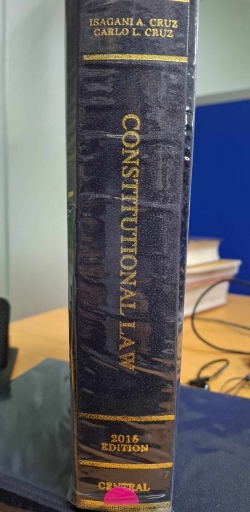 ISAGANI A. CRUZ
CARLO L. CRUZ
CONSTITUTIONAL LAW
2015
EDITION
CENTRAL